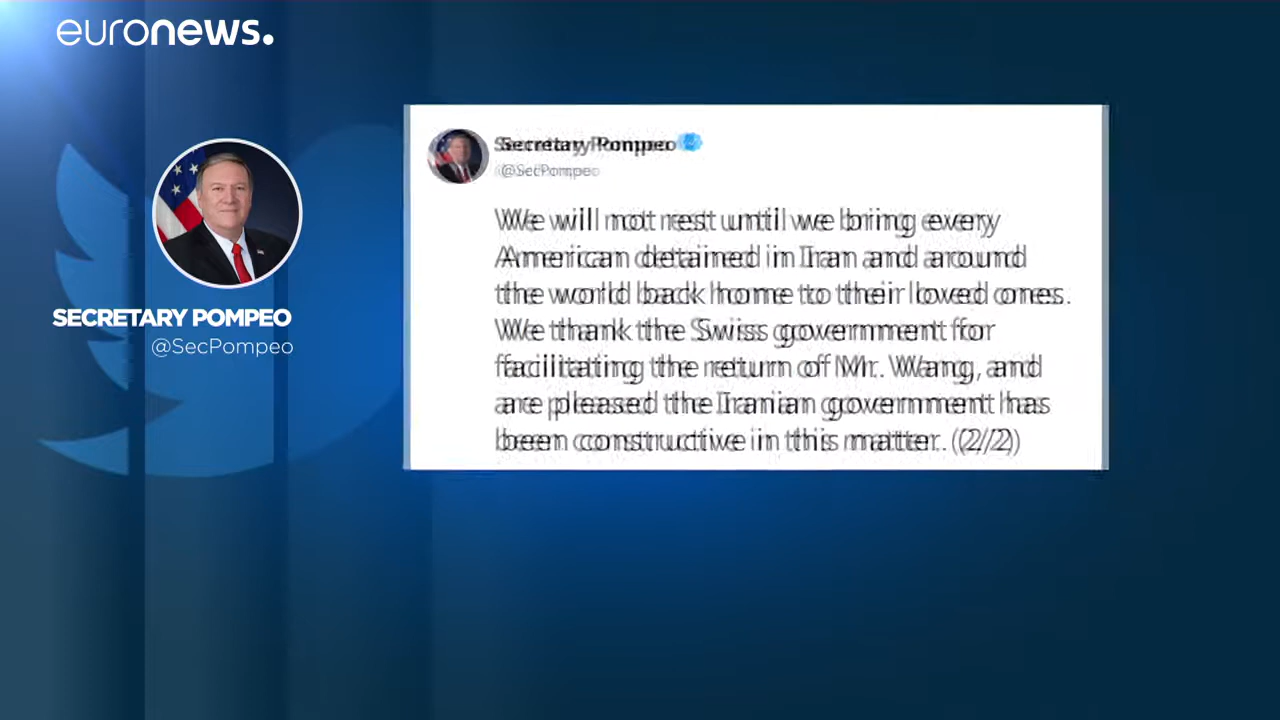 euronews.
SECRETARY POMPEO
@SecPompeo
Secretary Pompeo
@SecPompeo
We will not rest until we bring every
American detained in Iran and around
the world back home to their loved ones.
We thank the Swiss government for
facilitating the return of Mr. Wang, and
are pleased the Iranian government has
been constructive in this matter. (2/2)